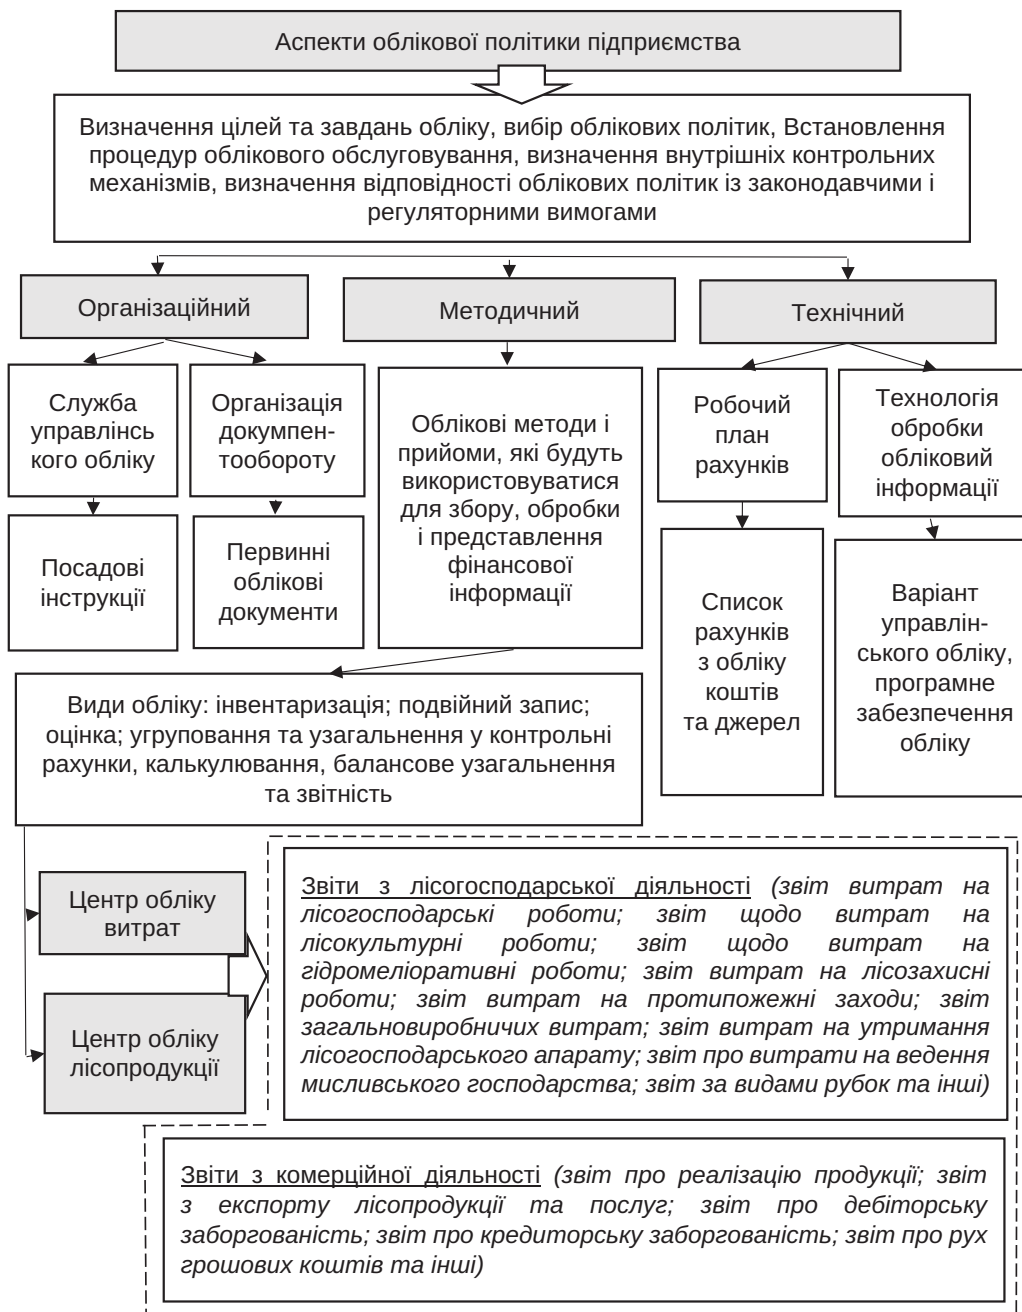 Аспекти облікової політики підприємства
Визначення цілей та завдань обліку, вибір облікових політик, Встановлення
процедур облікового обслуговування, визначення внутрішніх контрольних
механізмів, визначення відповідності облікових політик із законодавчими і
регуляторними вимогами
Організаційний
Методичний
Технічний
Служба
управлінсь
кого обліку
Організація
докумпен-
тообороту
Облікові методи і
прийоми, які будуть
використовуватися
для збору, обробки
і представлення
фінансової
інформації
Робочий
план
рахунків
Технологія
обробки
обліковий
інформації
Посадові
інструкції
Первинні
облікові
документи
Список
рахунків
з обліку
коштів
та джерел
Варіант
управлін-
ського обліку,
програмне
забезпечення
обліку
Види обліку: інвентаризація; подвійний запис;
оцінка; угруповання та узагальнення у контрольні
рахунки, калькулювання, балансове узагальнення
та звітність
Центр обліку
витрат
Центр обліку
лісопродукції
Звіти з лісогосподарської діяльності (звіт витрат на
лісогосподарські роботи; звіт щодо витрат на
лісокультурні роботи; звіт щодо витрат на
гідромеліоративні роботи; звіт витрат на лісозахисні
роботи; звіт витрат на протипожежні заходи; звіт
загальновиробничих витрат; звіт витрат на утримання
лісогосподарського апарату; звіт про витрати на ведення
мисливського господарства; звіт за видами рубок та інші)
Звіти з комерційної діяльності (звіт про реалізацію продукції; звіт
з експорту лісопродукції та послуг; звіт про дебіторську
заборгованість; звіт про кредиторську заборгованість; звіт про рух
грошових коштів та інші)